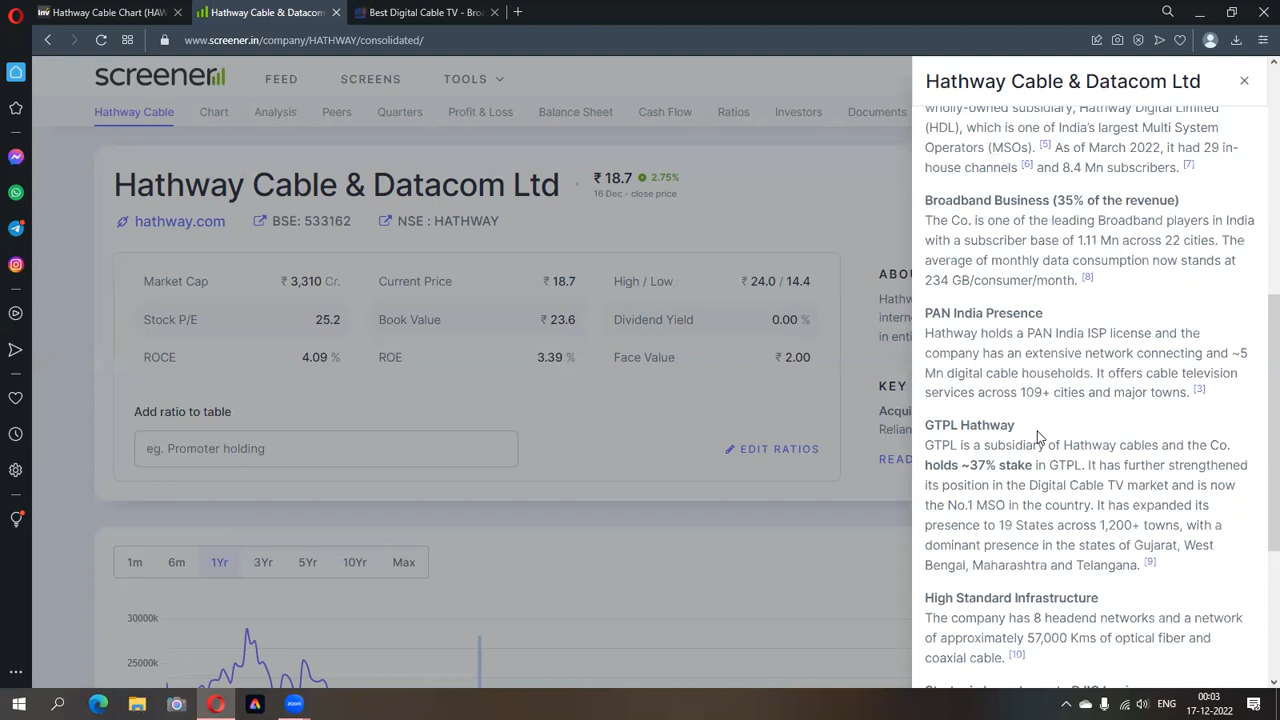 Hathway Cable Chart (HAW
Hathway Cable & Datacom
Best Digital Cable TV - Bro
www.screener.in/company/HATHWAY/consolidated/
screener
FEED
SCREENS
TOOLS
Hathway Cable
Chart
Analysis
Peers
Quarters
Profit & Loss
Balance Sheet
Cash Flow
Ratios
Investors
Documents
Hathway Cable & Datacom Ltd
₹ 18.7
2.75%
16 Dec - close price
hathway.com
BSE: 533162
NSE : HATHWAY
Market Cap
₹ 3,310 Cr.
Current Price
₹ 18.7
High / Low
₹ 24.0 / 14.4
Stock P/E
25.2
Book Value
₹ 23.6
Dividend Yield
0.00 %
ROCE
4.09 %
ROE
3.39 %
Face Value
₹ 2.00
Add ratio to table
eg. Promoter holding
EDIT RATIOS
ABO
Hathw
intern
in enti
KEY
Acqui
Relian
READ
1m
6m
1Yr
3Yr
5Yr
10Yr
Max
30000k
25000k
Hathway Cable & Datacom Ltd
wholly-owned subsidiary, Hathway Digital Limited
(HDL), which is one of India's largest Multi System
Operators (MSOs). [5] As of March 2022, it had 29 in-
house channels [6] and 8.4 Mn subscribers. [7]
Broadband Business (35% of the revenue)
The Co. is one of the leading Broadband players in India
with a subscriber base of 1.11 Mn across 22 cities. The
average of monthly data consumption now stands at
234 GB/consumer/month. [8]
PAN India Presence
Hathway holds a PAN India ISP license and the
company has an extensive network connecting and ~5
Mn digital cable households. It offers cable television
services across 109+ cities and major towns. [3]
GTPL Hathway
GTPL is a subsidiary of Hathway cables and the Co.
holds ~37% stake in GTPL. It has further strengthened
its position in the Digital Cable TV market and is now
the No.1 MSO in the country. It has expanded its
presence to 19 States across 1,200+ towns, with a
dominant presence in the states of Gujarat, West
Bengal, Maharashtra and Telangana. [9]
High Standard Infrastructure
The company has 8 headend networks and a network
of approximately 57,000 Kms of optical fiber and
coaxial cable. [10]
zoom
ENG
00:03
17-12-2022